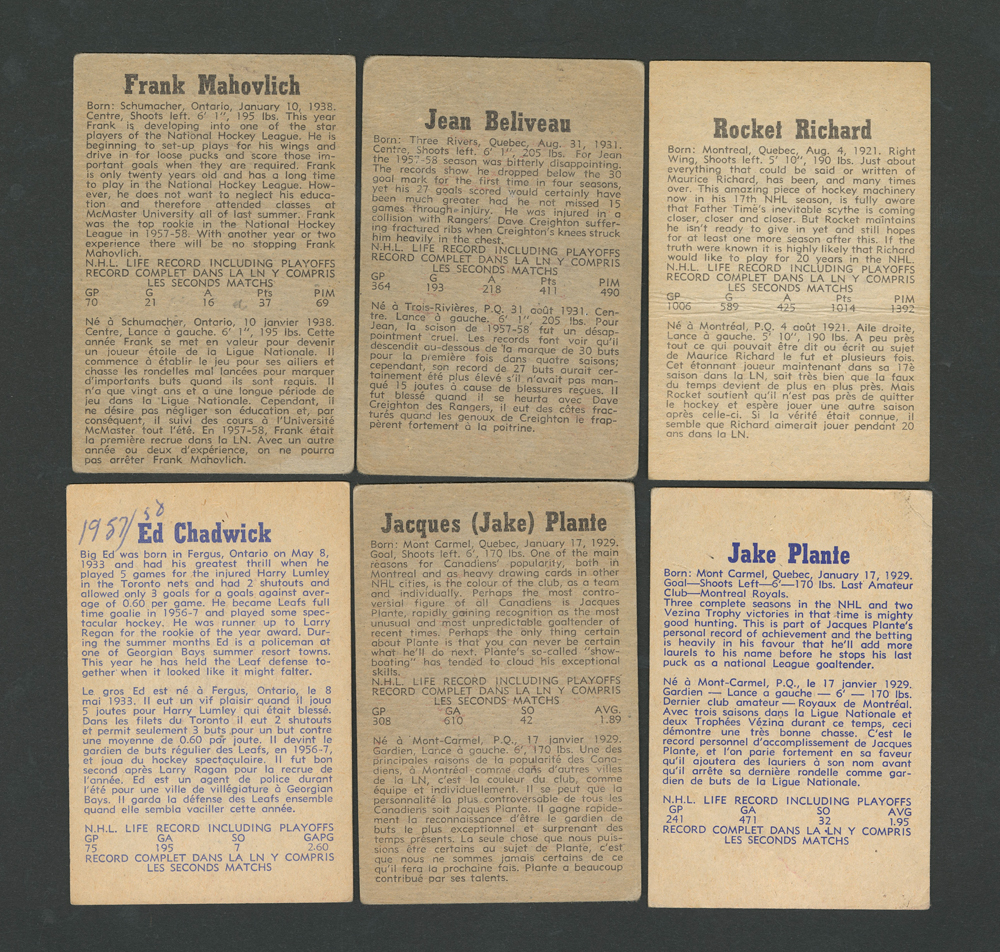 Frank Mahovlich
Born: Schumacher, Ontario, January 10, 1938.
Centre, Shoots left. 6' 1", 195 lbs. This year
Frank is developing into one of the star
players of the National Hockey League. He is
beginning to set-up plays for his wings and
drive in for loose pucks and score those im-
portant goals when they are required. Frank
is only twenty years old and has a long time
to play in the National Hockey League. How-
ever, he does not want to neglect his educa-
tion and therefore attended classes at
McMaster University all of last summer. Frank
was the top rookie in the National Hockey
League in 1957-58. With another year or two
experience there will be no stopping Frank
Mahovlich.
N.H.L. LIFE RECORD INCLUDING PLAYOFFS
RECORD COMPLET DANS LA LN Y COMPRIS
LES SECONDS MATCHS
GP G A Pts PIM
70 21 16 37 69
Né à Schumacher, Ontario, 10 janvier 1938.
Centre, Lance à gauche. 6' 1", 195 lbs. Cette
année Frank se met en valeur pour devenir
un joueur étoile de la Ligue Nationale. Il
commence à établir le jeu pour ses ailiers et
chasse les rondelles mal lancées pour marquer
d'importants buts quand ils sont requis. Il
n'a que vingt ans et a une longue période de
jeu dans la Ligue Nationale. Cependant, il
ne désire pas négliger son éducation et, par
conséquent, il suivi des cours à l'Université
McMaster tout l'été. En 1957-58, Frank était
la première recrue dans la LN. Avec un autre
année ou deux d'expérience, on ne pourra
pas arrêter Frank Mahovlich.
Jean Beliveau
Born: Three Rivers, Quebec, Aug. 31, 1931.
Centre, Shoots left. 6' 1", 205 lbs. For Jean
the 1957-58 season was bitterly disappointing.
The records show he dropped below the 30
goal mark for the first time in four seasons,
yet his 27 goals scored would certainly have
been much greater had he not missed 15
games through injury. He was injured in a
collision with Rangers' Dave Creighton suffer-
ing fractured ribs when Creighton's knees struck
him heavily in the chest.
N.H.L. LIFE RECORD INCLUDING PLAYOFFS
RECORD COMPLET DANS LA LN Y COMPRIS
LES SECONDS MATCHS
GP G A Pts PIM
364 193 218 411 490
Né à Trois-Rivières, P.Q. 31 août 1931. Cen-
tre. Lance à gauche. 6' 1", 205 lbs. Pour
Jean, la saison de 1957-58 fut un désap-
pointment cruel. Les records font voir qu'il
descendit au-dessous de la marque de 30 buts
pour la première fois dans quatre saisons;
cependant, son record de 27 buts aurait cer-
tainement été plus élevé s'il n'avait pas man-
qué 15 joutes à cause de blessures reçues. Il
fut blessé quand il se heurta avec Dave
Creighton des Rangers, il eut des côtes frac-
turés quand les genoux de Creighton le frap-
pèrent fortement à la poitrine.
Rocket Richard
Born: Montreal, Quebec, Aug. 4, 1921. Right
Wing, Shoots left. 5' 10", 190 lbs. Just about
everything that could be said or written of
Maurice Richard, has been, and many times
over. This amazing piece of hockey machinery
now in his 17th NHL season, is fully aware
that Father Time's inevitable scythe is coming
closer, closer and closer. But Rocket maintains
he isn't ready to give in yet and still hopes
for at least one more season after this. If the
truth were known it is highly likely that Richard
would like to play for 20 years in the NHL.
N.H.L. LIFE RECORD INCLUDING PLAYOFFS
RECORD COMPLET DANS LA LN Y COMPRIS
LES SECONDS MATCHS
GP G A Pts PIM
1006 589 425 1014 1392
Né à Montréal, P.Q. 4 août 1921. Aile droite,
Lance à gauche. 5' 10", 190 lbs. A peu près
tout ce qui pouvait être dit ou écrit au sujet
de Maurice Richard le fut et plusieurs fois.
Cet étonnant joueur maintenant dans sa 17è
saison dans la LN, sait très bien que la faux
du temps devient de plus en plus près. Mais
Rocket soutient qu'il n'est pas près de quitter
le hockey et espère jouer une autre saison
après celle-ci. Si la vérité était connue, il
semble que Richard aimerait jouer pendant 20
ans dans la LN.
1957/58
Ed Chadwick
Big Ed was born in Fergus, Ontario on May 8,
1933 and had his greatest thrill when he
played 5 games for the injured Harry Lumley
in the Toronto nets and had 2 shutouts and
allowed only 3 goals for a goals against aver-
age of 0.60 per game. He became Leafs full
time goalie in 1956-7 and played some spec-
tacular hockey. He was runner up to Larry
Regan for the rookie of the year award. Dur-
ing the summer months Ed is a policeman at
one of Georgian Bays summer resort towns.
This year he has held the Leaf defense to-
gether when it looked like it might falter.
Le gros Ed est né à Fergus, Ontario, le 8
mai 1933. Il eut un vif plaisir quand il joua
5 joutes pour Harry Lumley qui était blessé.
Dans les filets du Toronto il eut 2 shutouts
et permit seulement 3 buts pour un but contre
une moyenne de 0.60 par joute. Il devint le
gardien de buts régulier des Leafs, en 1956-7,
et joua du hockey spectaculaire. Il fut bon
second après Larry Ragan pour la recrue de
l'année. Ed est un agent de police durant
l'été pour une ville de villégiature à Georgian
Bays. Il garda la défense des Leafs ensemble
quand elle sembla vaciller cette année.
N.H.L. LIFE RECORD INCLUDING PLAYOFFS
GP GA SO GAPG
75 195 7 2.60
RECORD COMPLET DANS LA LN Y COMPRIS
LES SECONDS MATCHS
Jacques (Jake) Plante
Born: Mont Carmel, Quebec, January 17, 1929.
Goal, Shoots left. 6', 170 lbs. One of the main
reasons for Canadiens' popularity, both in
Montreal and as heavy drawing cards in other
NHL cities, is the colour of the club, as a team
and individually. Perhaps the most contro-
versial figure of all Canadiens is Jacques
Plante, rapidly gaining recognition as the most
unusual and most unpredictable goaltender of
recent times. Perhaps the only thing certain
about Plante is that you can never be certain
what he'll do next. Plante's so-called "show-
boating" has tended to cloud his exceptional
skills.
N.H.L. LIFE RECORD INCLUDING PLAYOFFS
RECORD COMPLET DANS LA LN Y COMPRIS
LES SECONDS MATCHS
GP GA SO AVG.
308 610 42 1.89
Né à Mont-Carmel, P.Q., 17 janvier 1929.
Gardien, Lance à gauche. 6', 170 lbs. Une des
principales raisons de la popularité des Cana-
diens, à Montréal comme dans d'autres villes
de la LN, c'est la couleur du club, comme
équipe et individuellement. Il se peut que la
personnalité la plus controversable de tous les
Canadiens soit Jaques Plante. Il gagne rapide-
ment la reconnaissance d'être le gardien de
buts le plus exceptionnel et surprenant des
temps présents. La seule chose que nous puis-
sions être certains au sujet de Plante, c'est
que nous ne sommes jamais certains de ce
qu'il fera la prochaine fois. Plante a beaucoup
contribué par ses talents.
Jake Plante
Born: Mont Carmel, Quebec, January 17, 1929.
Goal—Shoots Left—6'—170 lbs. Last Amateur
Club—Montreal Royals.
Three complete seasons in the NHL and two
Vezina Trophy victories in that time is mighty
good hunting. This is part of Jacques Plante's
personal record of achievement and the betting
is heavily in his favour that he'll add more
laurels to his name before he stops his last
puck as a national League goaltender.
Né à Mont-Carmel, P.Q., le 17 janvier 1929.
Gardien — Lance a gauche — 6' — 170 lbs.
Dernier club amateur — Royaux de Montréal.
Avec trois saisons dans la Ligue Nationale et
deux Trophées Vézina durant ce temps, ceci
démontre une très bonne chasse. C'est le
record personnel d'accomplissement de Jacques
Plante, et l'on parie fortement en sa faveur
qu'il ajoutera des lauriers à son nom avant
qu'il arrête sa dernière rondelle comme gar-
dien de buts de la Ligue Nationale.
N.H.L. LIFE RECORD INCLUDING PLAYOFFS
GP GA SO AVG
241 471 32 1.95
RECORD COMPLET DANS LA LN Y COMPRIS
LES SECONDS MATCHS